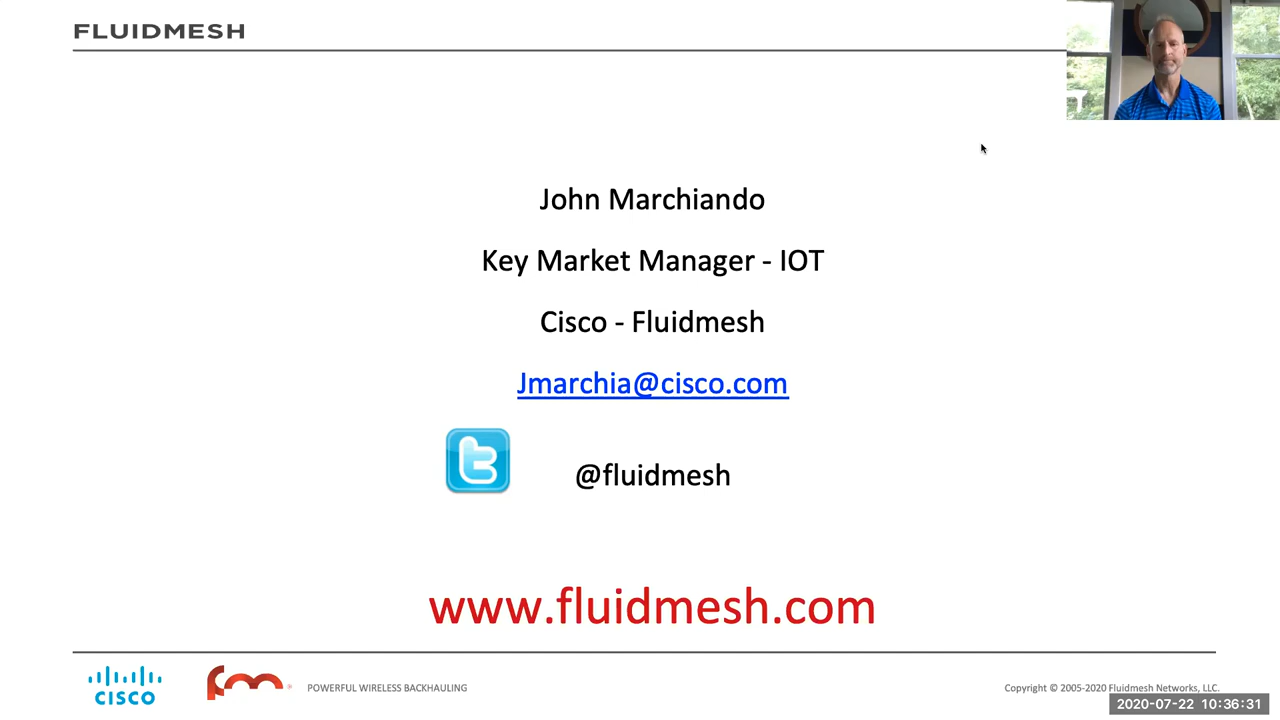 FLUIDMESH
John Marchiando
Key Market Manager - IOT
Cisco - Fluidmesh
Jmarchia@cisco.com
@fluidmesh
www.fluidmesh.com
CISCO
fm
POWERFUL WIRELESS BACKHAULING
Copyright © 2005-2020 Fluidmesh Networks, LLC.
2020-07-22 10:36:31